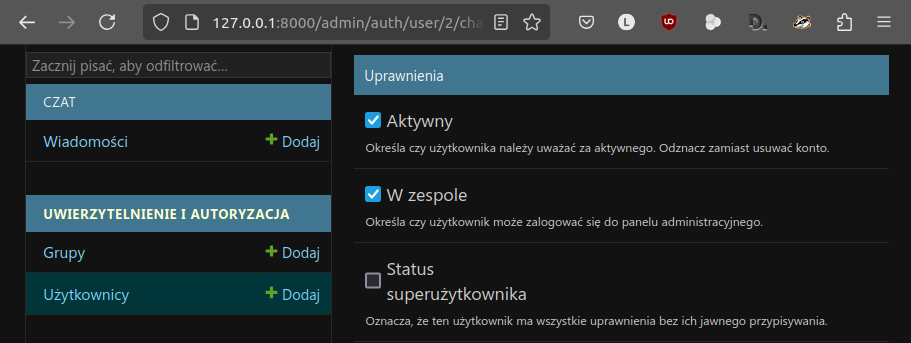 127.0.0.1:8000/admin/auth/user/2/cha
L
Zacznij pisać, aby odfiltrować…
CZAT
Wiadomości
Dodaj
UWIERZYTELNIENIE I AUTORYZACJA
Grupy
Dodaj
Użytkownicy
Dodaj
Uprawnienia
Aktywny
Określa czy użytkownika należy uważać za aktywnego. Odznacz zamiast usuwać konto.
W zespole
Określa czy użytkownik może zalogować się do panelu administracyjnego.
Status
superużytkownika
Oznacza, że ten użytkownik ma wszystkie uprawnienia bez ich jawnego przypisywania.